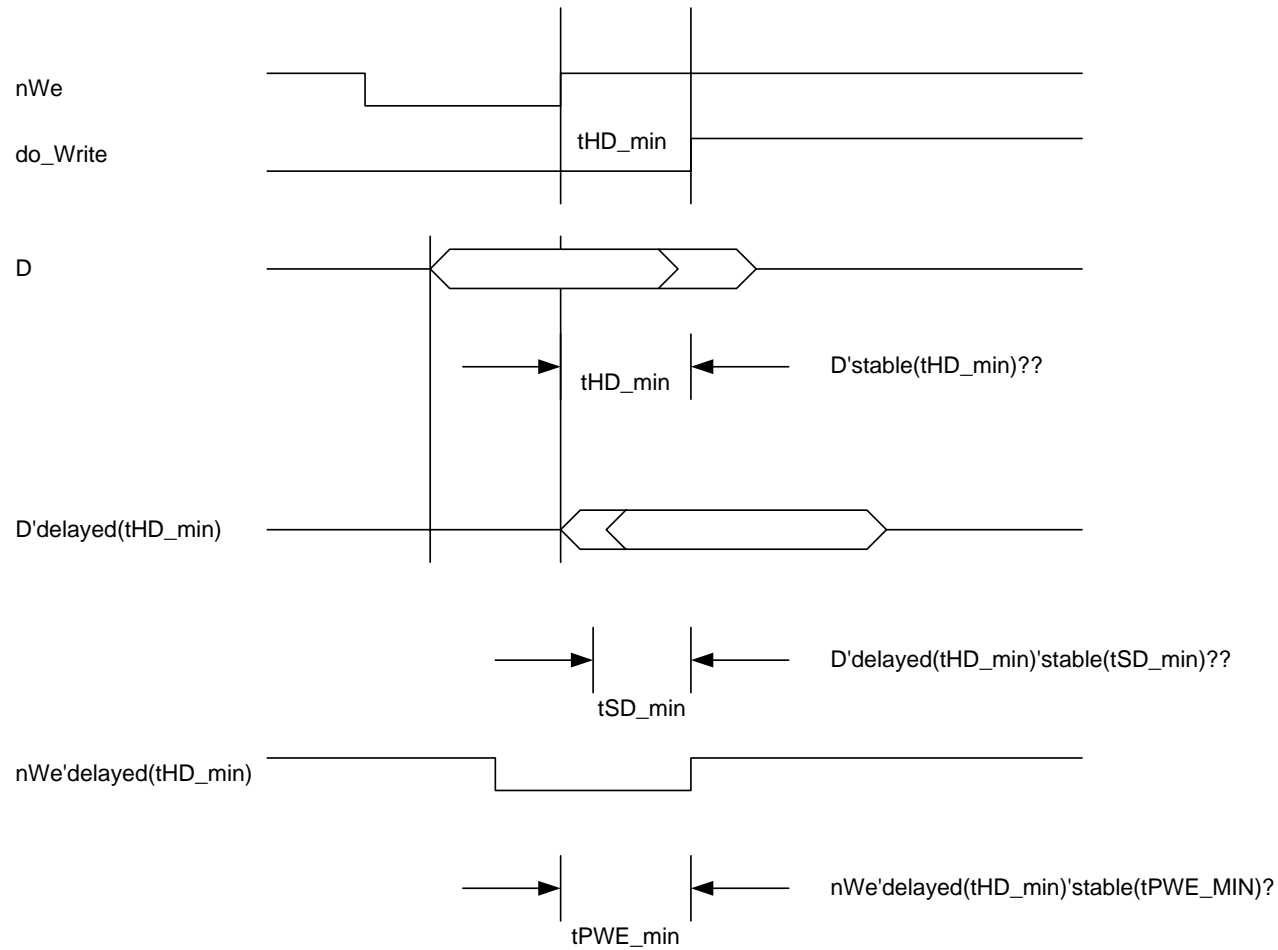 nWe
tHD_min
do_Write
D
D'stable(tHD_min)??
tHD_min
D'delayed(tHD_min)
D'delayed(tHD_min)'stable(tSD_min)??
tSD_min
nWe'delayed(tHD_min)
nWe'delayed(tHD_min)'stable(tPWE_MIN)?
tPWE_min